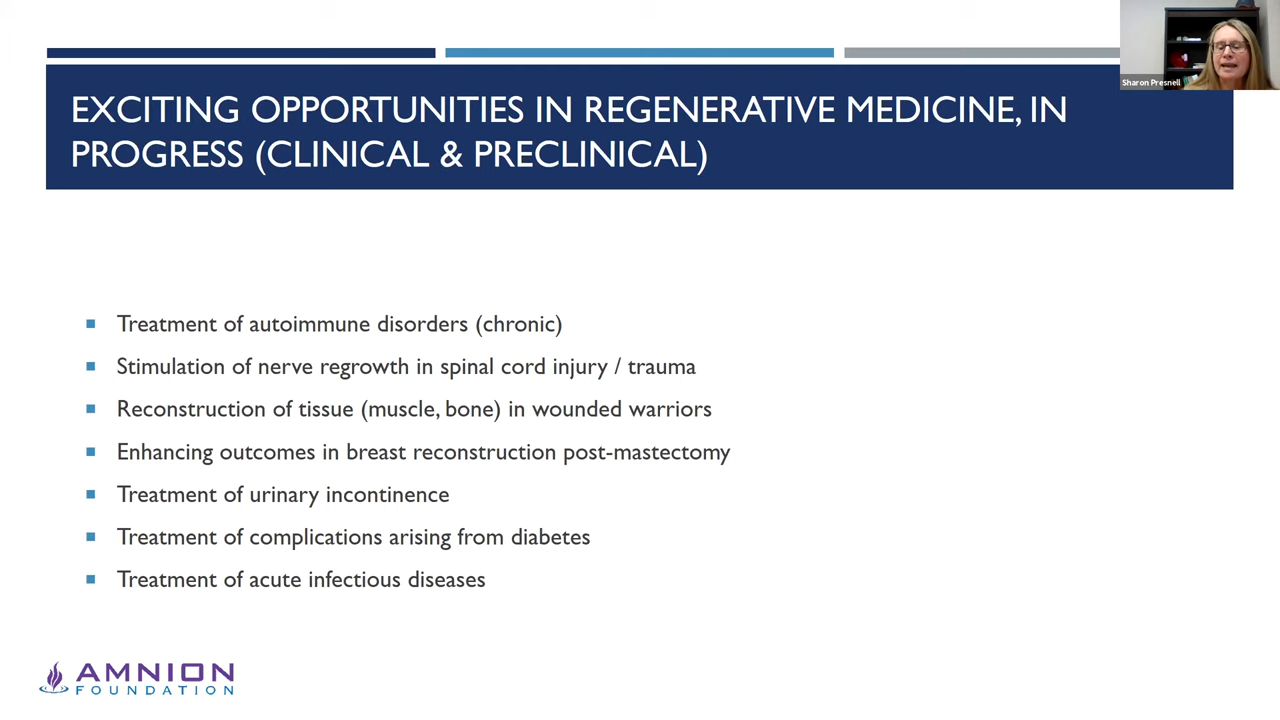 Sharon Presnell
EXCITING OPPORTUNITIES IN REGENERATIVE MEDICINE, IN
PROGRESS (CLINICAL & PRECLINICAL)
Treatment of autoimmune disorders (chronic)
Stimulation of nerve regrowth in spinal cord injury / trauma
Reconstruction of tissue (muscle, bone) in wounded warriors
Enhancing outcomes in breast reconstruction post-mastectomy
Treatment of urinary incontinence
Treatment of complications arising from diabetes
Treatment of acute infectious diseases
AMNION
FOUNDATION